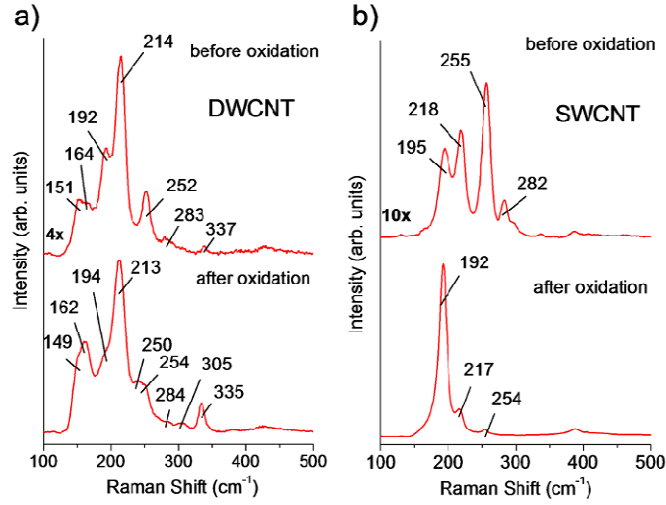 a)
before oxidation
DWCNT
214
192
164
151
252
283
337
4x
after oxidation
213
194
162
149
250
254
305
284
335
Intensity (arb. units)
100 200 300 400 500
Raman Shift (cm⁻¹)
b)
before oxidation
SWCNT
255
218
195
282
10x
after oxidation
192
217
254
Intensity (arb. units)
100 200 300 400 500
Raman Shift (cm⁻¹)